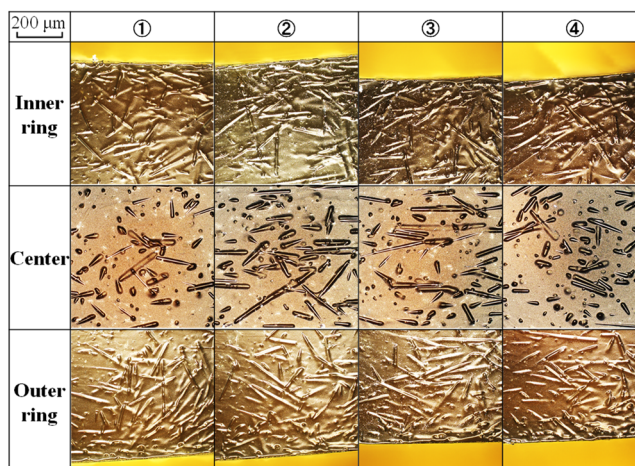 200 μm
① ② ③ ④
Inner
ring
Center
Outer
ring